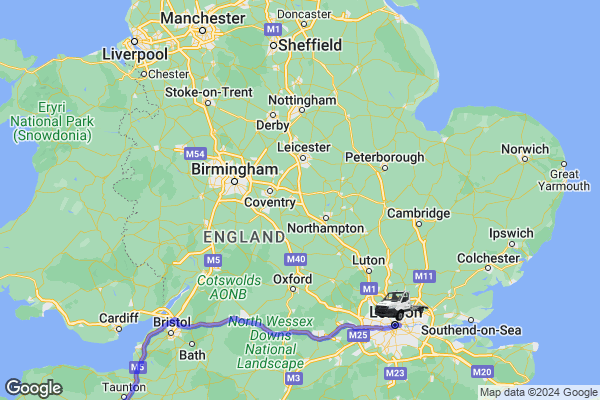 Doncaster
Manchester
M1
Liverpool
Sheffield
Chester
Eryri
National Park
(Snowdonia)
Stoke-on-Trent
Nottingham
Derby
M54
Leicester
Peterborough
Norwich
Birmingham
Great
Yarmouth
Coventry
Cambridge
Northampton
ENGLAND
Ipswich
M5
M40
Luton
Colchester
M11
Cotswolds
AONB
Oxford
M1
Cardiff
Bristol
North Wessex
Downs
National
Landscape
M25
Southend-on-Sea
Bath
M5
M3
M23
M20
Taunton
Google
Google
Map data ©2024 Google